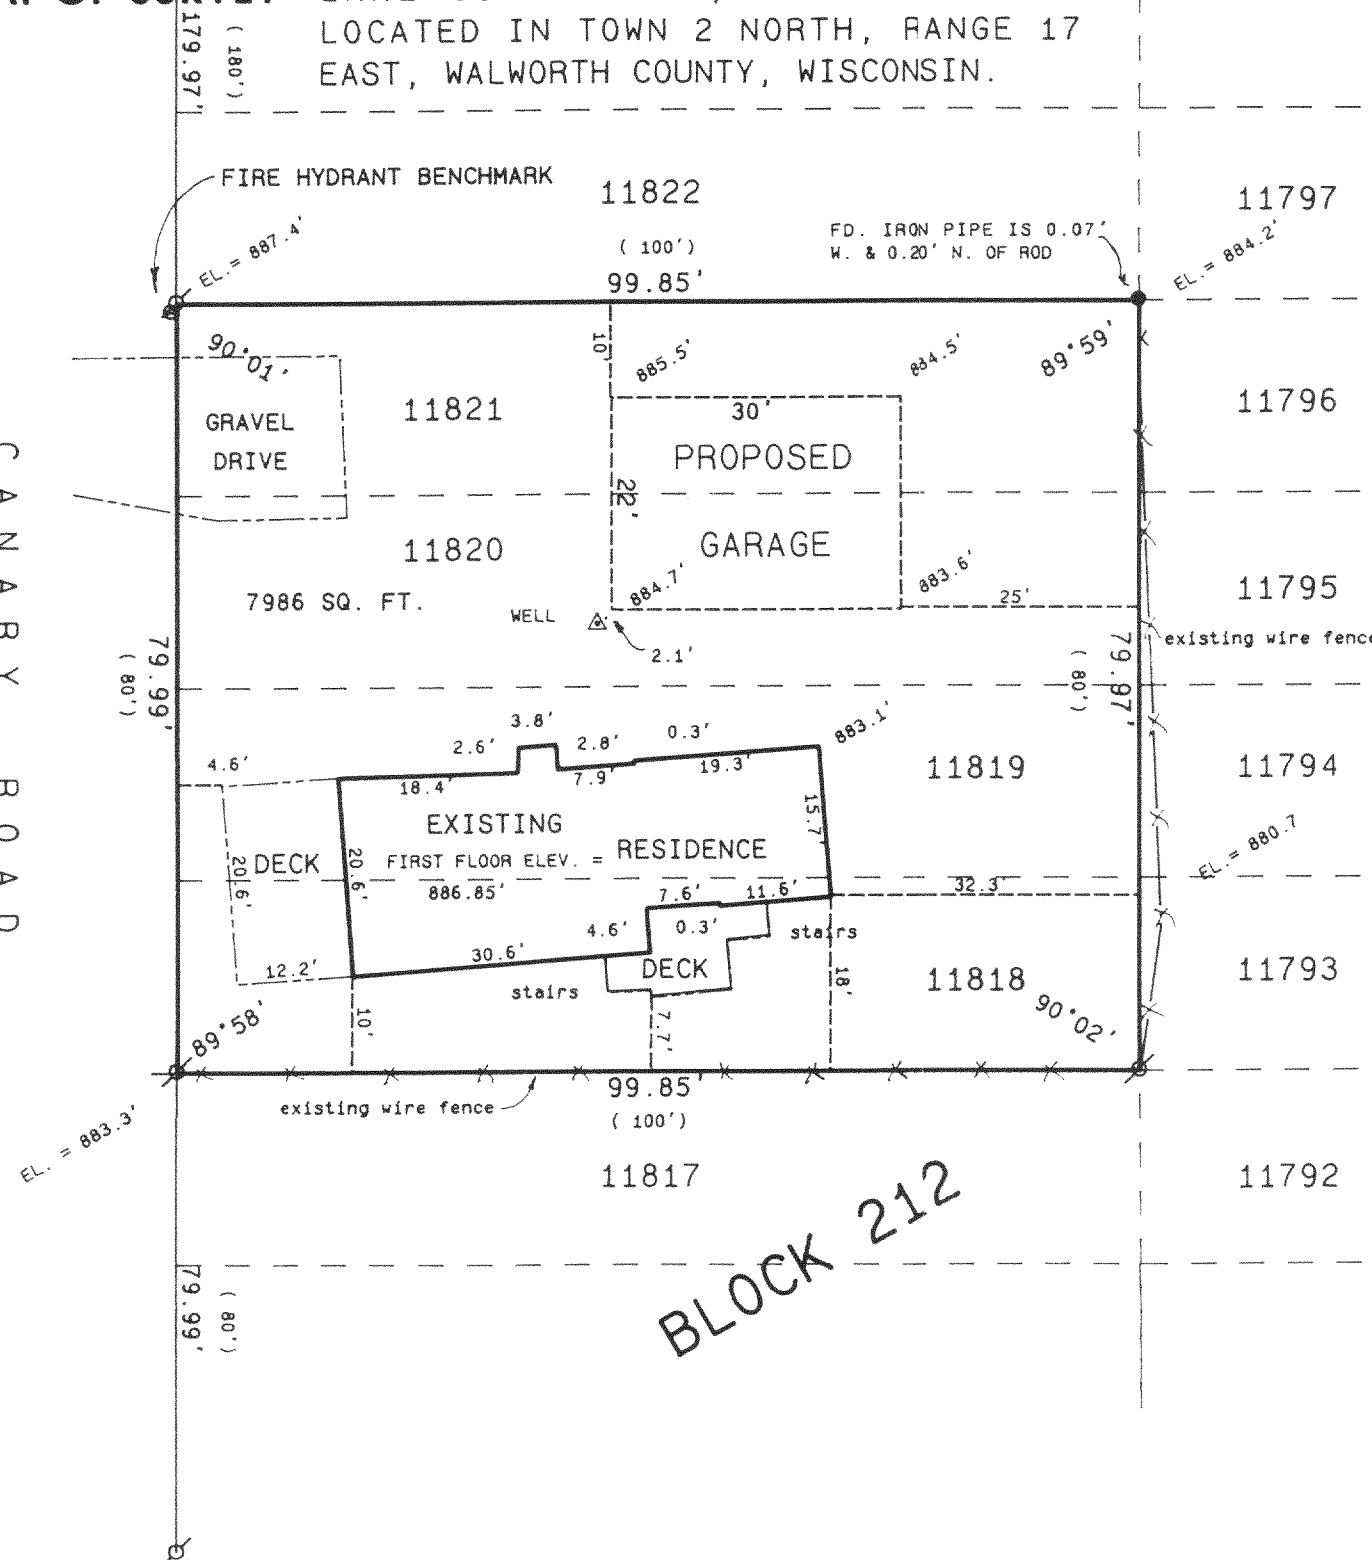 179.97'
( 180')
LOCATED IN TOWN 2 NORTH, RANGE 17
EAST, WALWORTH COUNTY, WISCONSIN.
FIRE HYDRANT BENCHMARK
11822
11797
EL.= 887.4'
( 100')
99.85'
FD. IRON PIPE IS 0.07'
W. & 0.20' N. OF ROD
EL.= 884.2'
90°01'
10'
885.5'
884.5'
89°59'
GRAVEL
DRIVE
11821
30'
PROPOSED
11796
22'
11820
GARAGE
884.7'
883.6'
11795
7986 SQ. FT.
WELL
2.1'
25'
existing wire fence
CANARY ROAD
79.99'
( 80')
79.97'
( 80')
3.8'
2.6'
2.8'
0.3'
883.1'
4.6'
18.4'
7.9'
19.3'
11819
11794
EXISTING
RESIDENCE
15.7'
DECK
20.6'
20.6'
FIRST FLOOR ELEV. =
886.85'
EL.= 880.7
7.6'
11.6'
32.3'
4.6'
0.3'
stairs
30.6'
12.2'
DECK
stairs
18'
11818
11793
89°58'
10'
7.7'
90°02'
99.85'
( 100')
existing wire fence
EL. = 883.3'
11817
11792
BLOCK 212
79.99'
( 80')